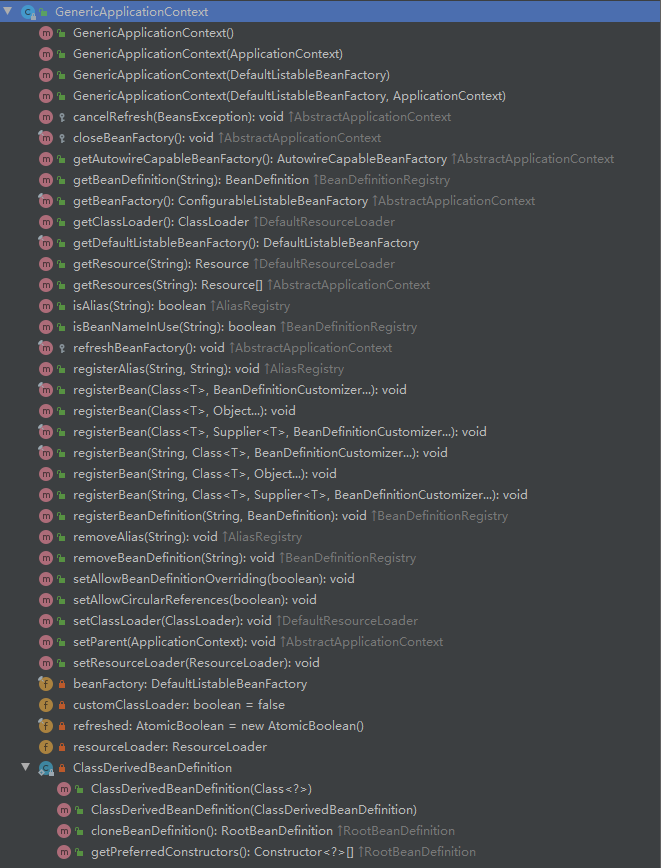 GenericApplicationContext
GenericApplicationContext()
GenericApplicationContext(ApplicationContext)
GenericApplicationContext(DefaultListableBeanFactory)
GenericApplicationContext(DefaultListableBeanFactory, ApplicationContext)
cancelRefresh(BeansException): void ↑AbstractApplicationContext
closeBeanFactory(): void ↑AbstractApplicationContext
getAutowireCapableBeanFactory(): AutowireCapableBeanFactory ↑AbstractApplicationContext
getBeanDefinition(String): BeanDefinition ↑BeanDefinitionRegistry
getBeanFactory(): ConfigurableListableBeanFactory ↑AbstractApplicationContext
getClassLoader(): ClassLoader ↑DefaultResourceLoader
getDefaultListableBeanFactory(): DefaultListableBeanFactory
getResource(String): Resource ↑DefaultResourceLoader
getResources(String): Resource[] ↑AbstractApplicationContext
isAlias(String): boolean ↑AliasRegistry
isBeanNameInUse(String): boolean ↑BeanDefinitionRegistry
refreshBeanFactory(): void ↑AbstractApplicationContext
registerAlias(String, String): void ↑AliasRegistry
registerBean(Class<T>, BeanDefinitionCustomizer...): void
registerBean(Class<T>, Object...): void
registerBean(Class<T>, Supplier<T>, BeanDefinitionCustomizer...): void
registerBean(String, Class<T>, BeanDefinitionCustomizer...): void
registerBean(String, Class<T>, Object...): void
registerBean(String, Class<T>, Supplier<T>, BeanDefinitionCustomizer...): void
registerBeanDefinition(String, BeanDefinition): void ↑BeanDefinitionRegistry
removeAlias(String): void ↑AliasRegistry
removeBeanDefinition(String): void ↑BeanDefinitionRegistry
setAllowBeanDefinitionOverriding(boolean): void
setAllowCircularReferences(boolean): void
setClassLoader(ClassLoader): void ↑DefaultResourceLoader
setParent(ApplicationContext): void ↑AbstractApplicationContext
setResourceLoader(ResourceLoader): void
beanFactory: DefaultListableBeanFactory
customClassLoader: boolean = false
refreshed: AtomicBoolean = new AtomicBoolean()
resourceLoader: ResourceLoader
ClassDerivedBeanDefinition
ClassDerivedBeanDefinition(Class<?>)
ClassDerivedBeanDefinition(ClassDerivedBeanDefinition)
cloneBeanDefinition(): RootBeanDefinition ↑RootBeanDefinition
getPreferredConstructors(): Constructor<?>[] ↑RootBeanDefinition